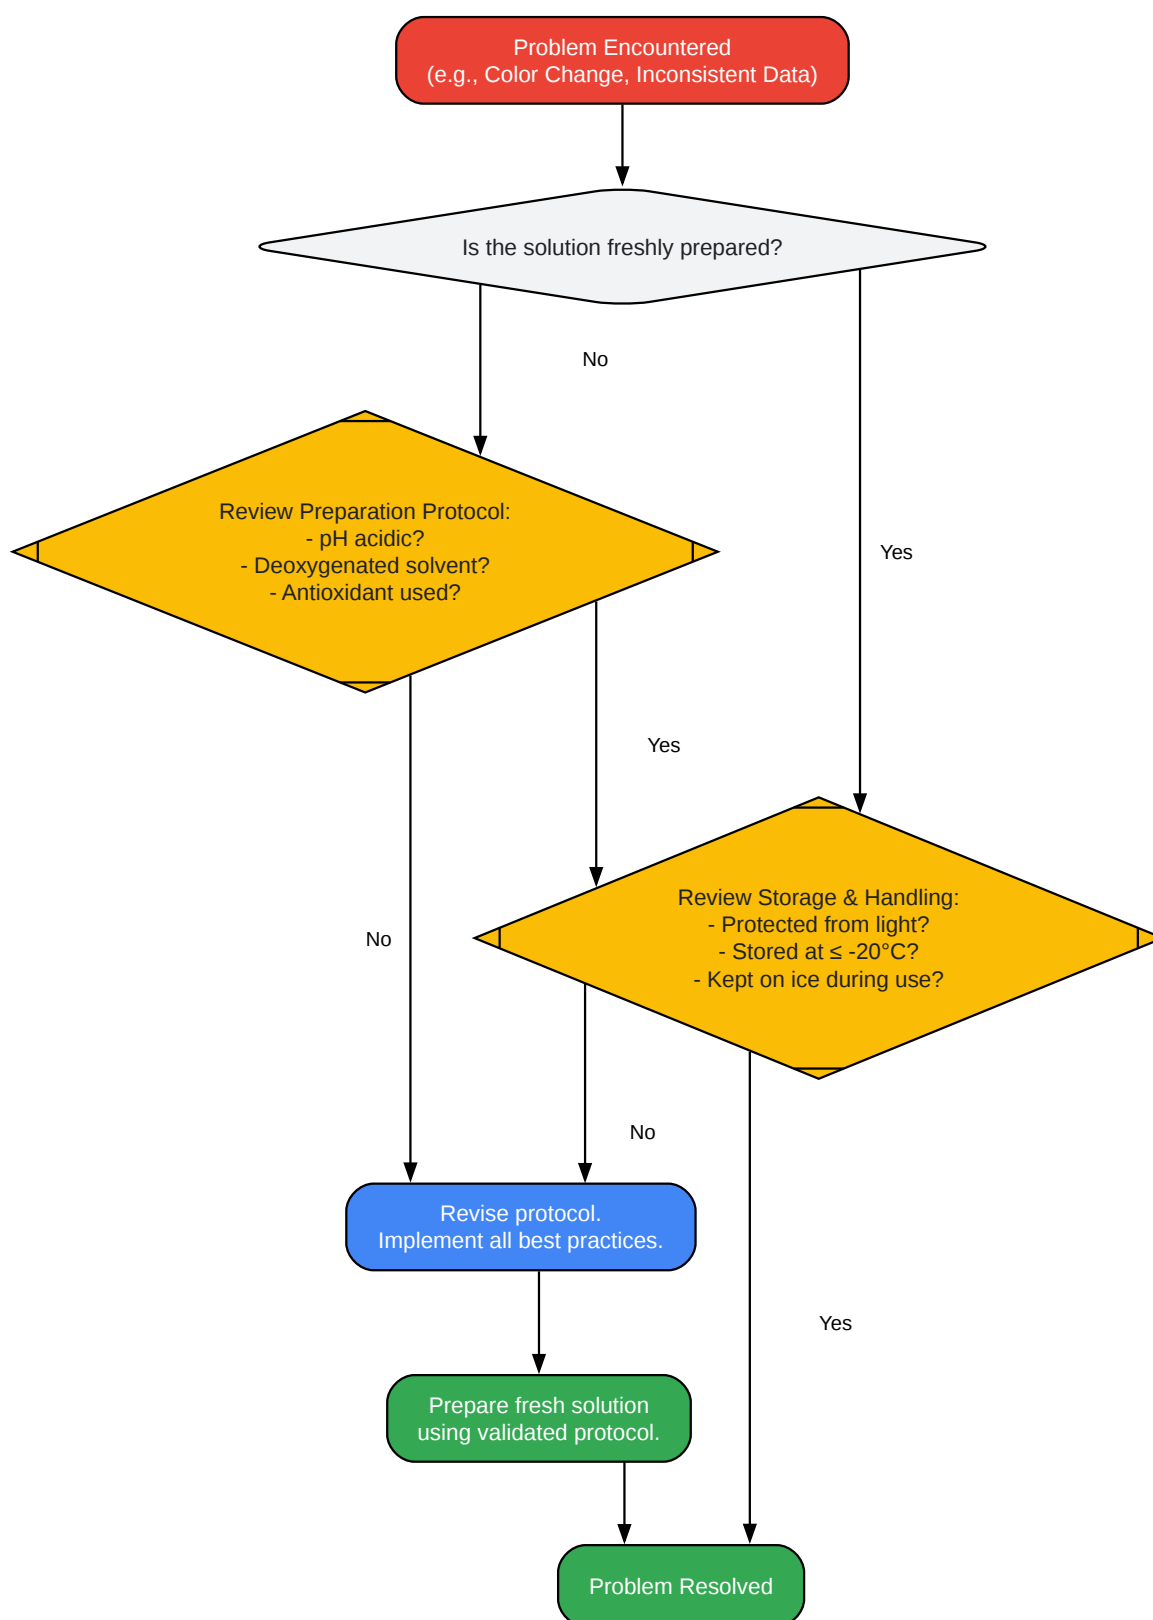 Problem Encountered
(e.g., Color Change, Inconsistent Data)
Is the solution freshly prepared?
No
Review Preparation Protocol:
- pH acidic?
- Deoxygenated solvent?
- Antioxidant used?
Yes
Yes
Review Storage & Handling:
- Protected from light?
- Stored at ≤ -20°C?
- Kept on ice during use?
No
No
Revise protocol.
Implement all best practices.
Yes
Prepare fresh solution
using validated protocol.
Problem Resolved